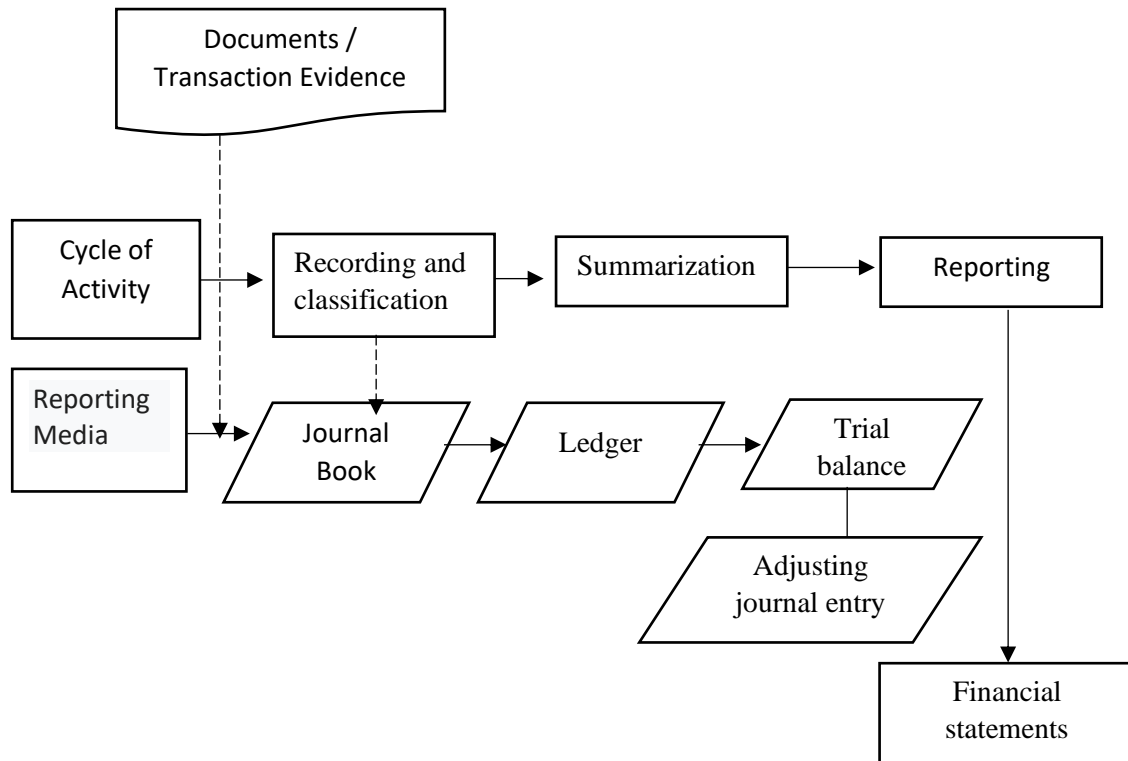 Documents /
Transaction Evidence
Cycle of
Activity
Recording and
classification
Summarization
Reporting
Reporting
Media
Journal
Book
Ledger
Trial
balance
Adjusting
journal entry
Financial
statements